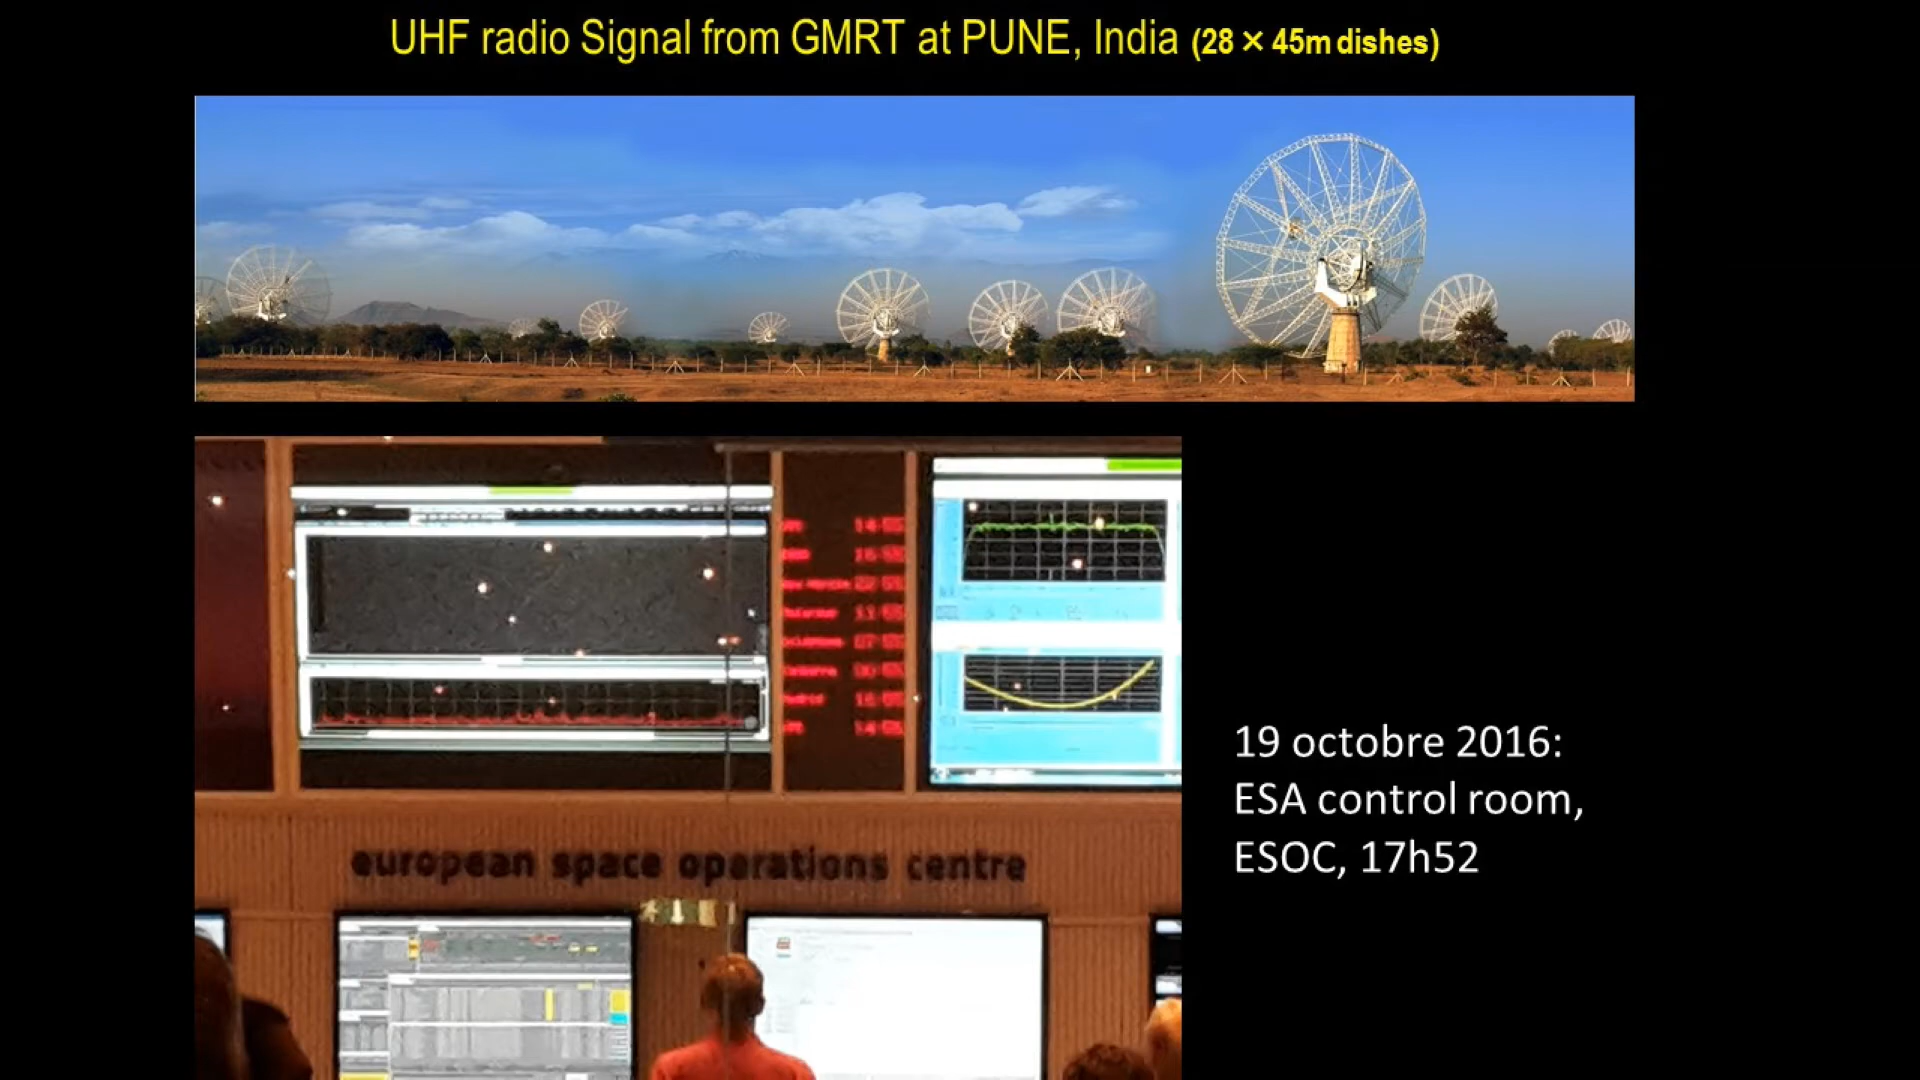 UHF radio Signal from GMRT at PUNE, India (28 × 45m dishes)
european space operations centre
19 octobre 2016:
ESA control room,
ESOC, 17h52